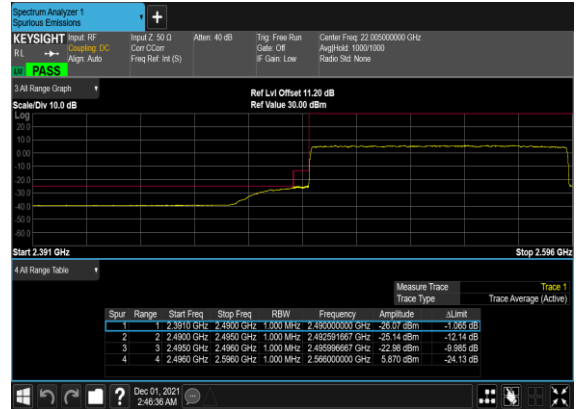 Spectrum Analyzer 1
Spurious Emissions
KEYSIGHT Input: RF Input Z: 50 Ω Atten: 40 dB Trig: Free Run Center Freq: 22.005000000 GHz
RL Coupling: DC Corr CCorr Gate: Off Avg|Hold: 1000/1000
Align: Auto Freq Ref: Int (S) IF Gain: Low Radio Std: None
LM PASS
3 All Range Graph
Ref Lvl Offset 11.20 dB
Scale/Div 10.0 dB Ref Value 30.00 dBm
Log
20.0
10.0
0.00
-10.0
-20.0
-30.0
-40.0
-50.0
-60.0
Start 2.391 GHz Stop 2.596 GHz
4 All Range Table
Measure Trace Trace 1
Trace Type Trace Average (Active)
Spur Range Start Freq Stop Freq RBW Frequency Amplitude ΔLimit
1 1 2.3910 GHz 2.4900 GHz 1.000 MHz 2.490000000 GHz -26.07 dBm -1.065 dB
2 2 2.4900 GHz 2.4950 GHz 1.000 MHz 2.492591667 GHz -25.14 dBm -12.14 dB
3 3 2.4950 GHz 2.4960 GHz 1.000 MHz 2.495996667 GHz -22.98 dBm -9.985 dB
4 4 2.4960 GHz 2.5960 GHz 1.000 MHz 2.566000000 GHz 5.870 dBm -24.13 dB
? Dec 01, 2021
2:46:36 AM